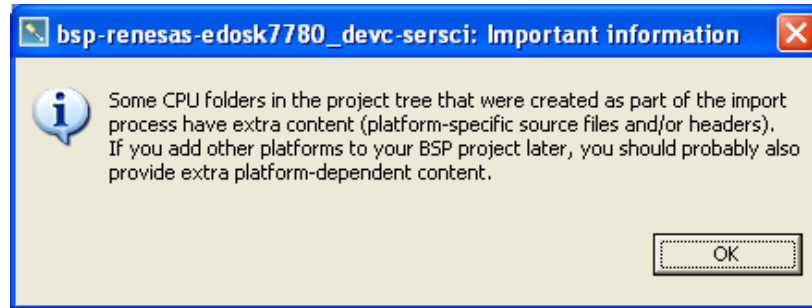 bsp-renesas-edosk7780_devc-sersci: Important information
Some CPU folders in the project tree that were created as part of the import
process have extra content (platform-specific source files and/or headers).
If you add other platforms to your BSP project later, you should probably also
provide extra platform-dependent content.
OK